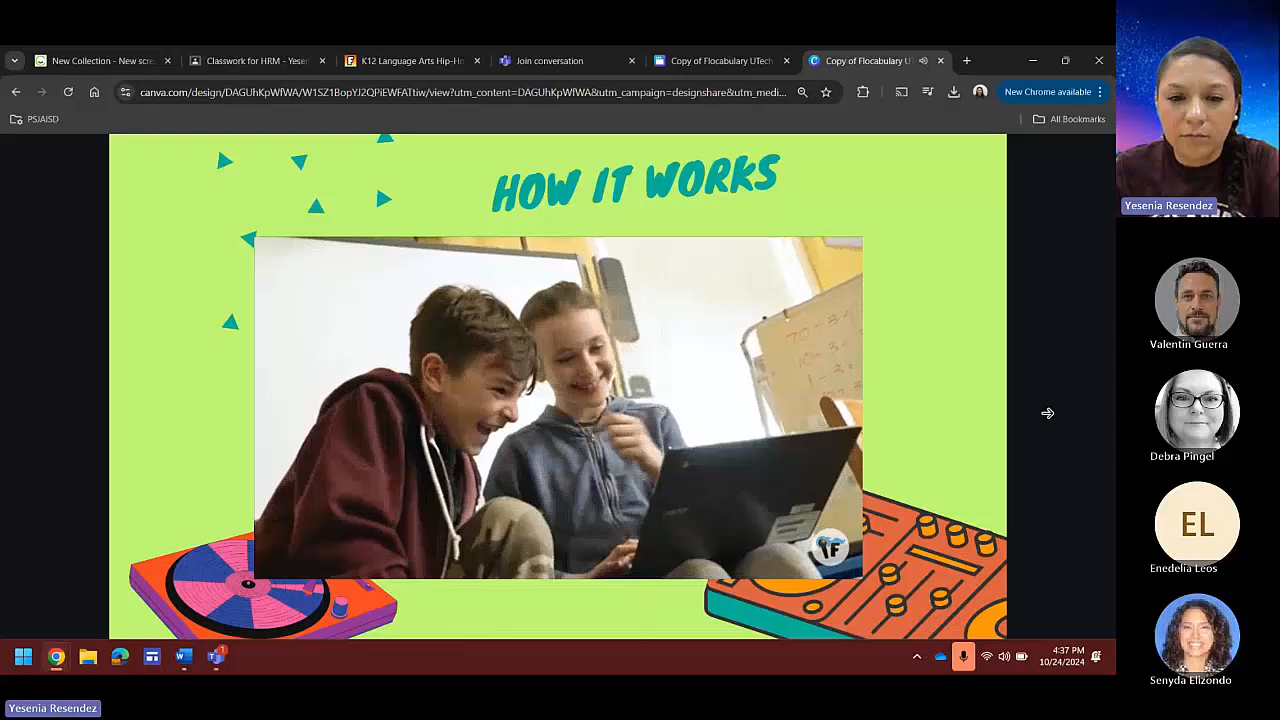 New Collection - New scre
Classwork for HRM - Yesen
K12 Language Arts Hip-Ho
Join conversation
Copy of Flocabulary UTech
Copy of Flocabulary U
New Chrome available
canva.com/design/DAGUhKpWfWA/W1SZ1BopYJ2QPiEWFATtiw/view?utm_content=DAGUhKpWfWA&utm_campaign=designshare&utm_medi...
PSJAISD
All Bookmarks
HOW IT WORKS
F
Yesenia Resendez
Valentin Guerra
Debra Pingel
EL
Enedelia Leos
Senyda Elizondo
1
4:37 PM
10/24/2024
Yesenia Resendez